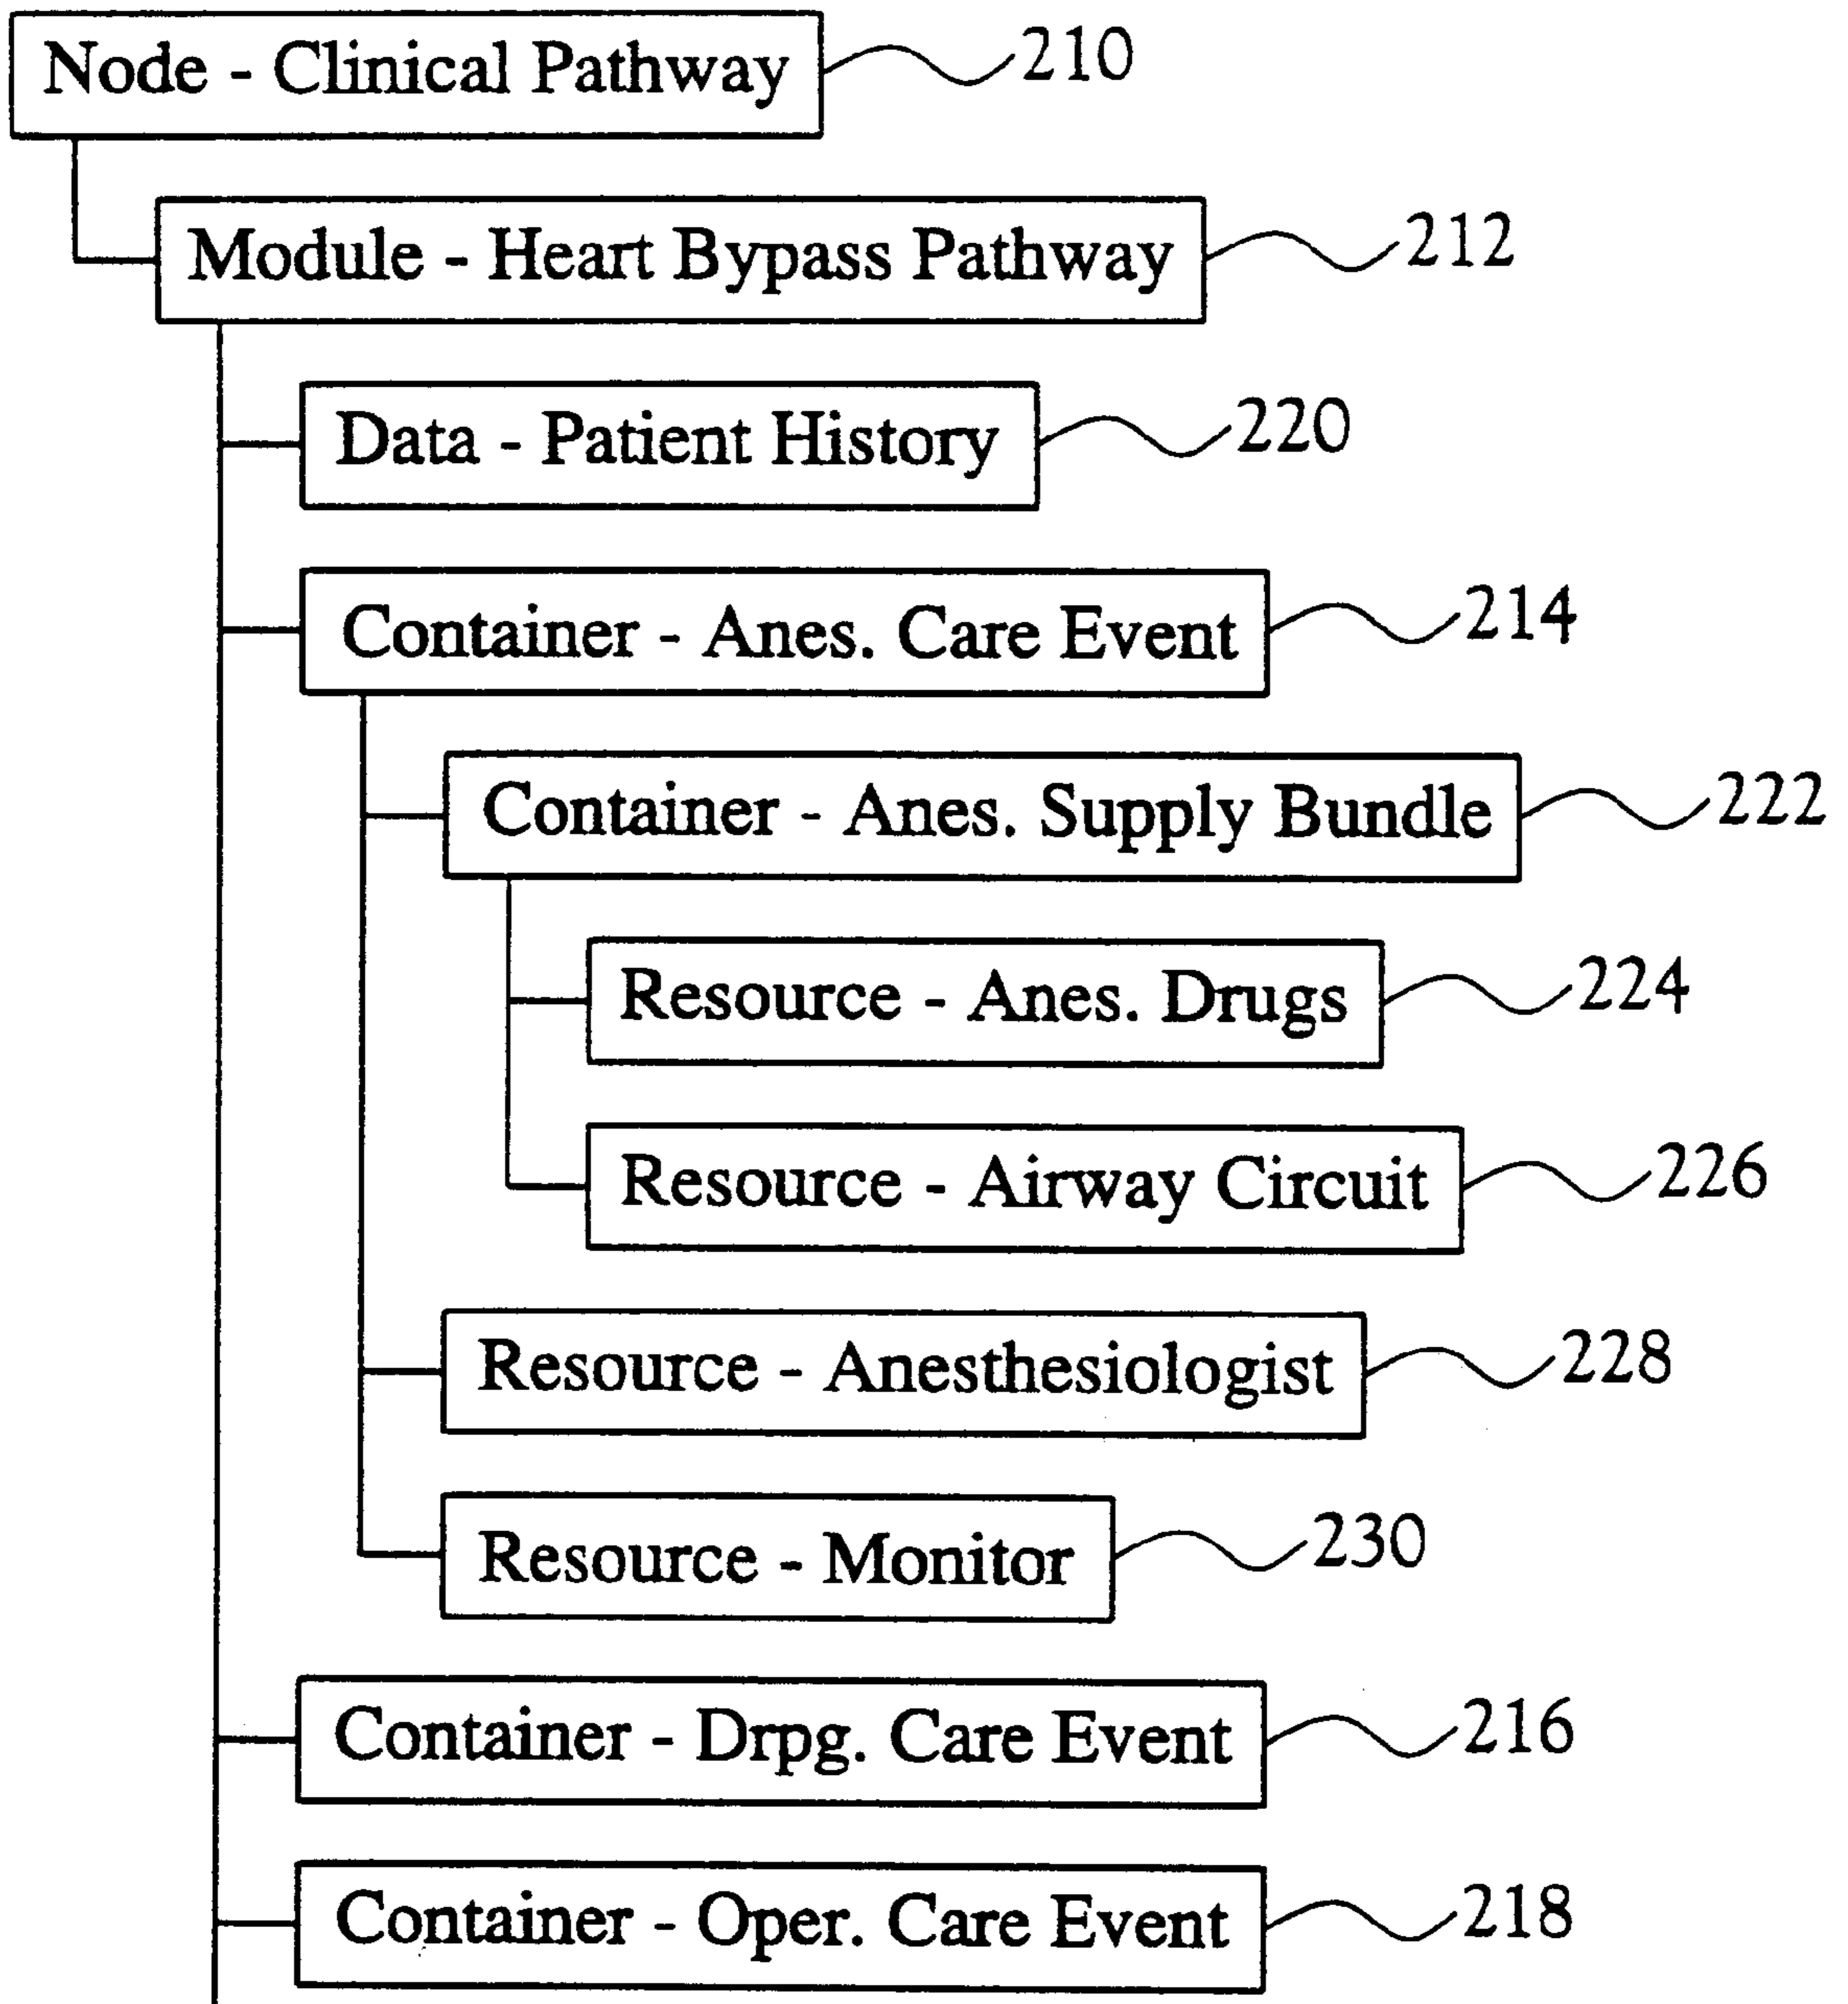 Node - Clinical Pathway 210
Module - Heart Bypass Pathway 212
Data - Patient History 220
Container - Anes. Care Event 214
Container - Anes. Supply Bundle 222
Resource - Anes. Drugs 224
Resource - Airway Circuit 226
Resource - Anesthesiologist 228
Resource - Monitor 230
Container - Drpg. Care Event 216
Container - Oper. Care Event 218